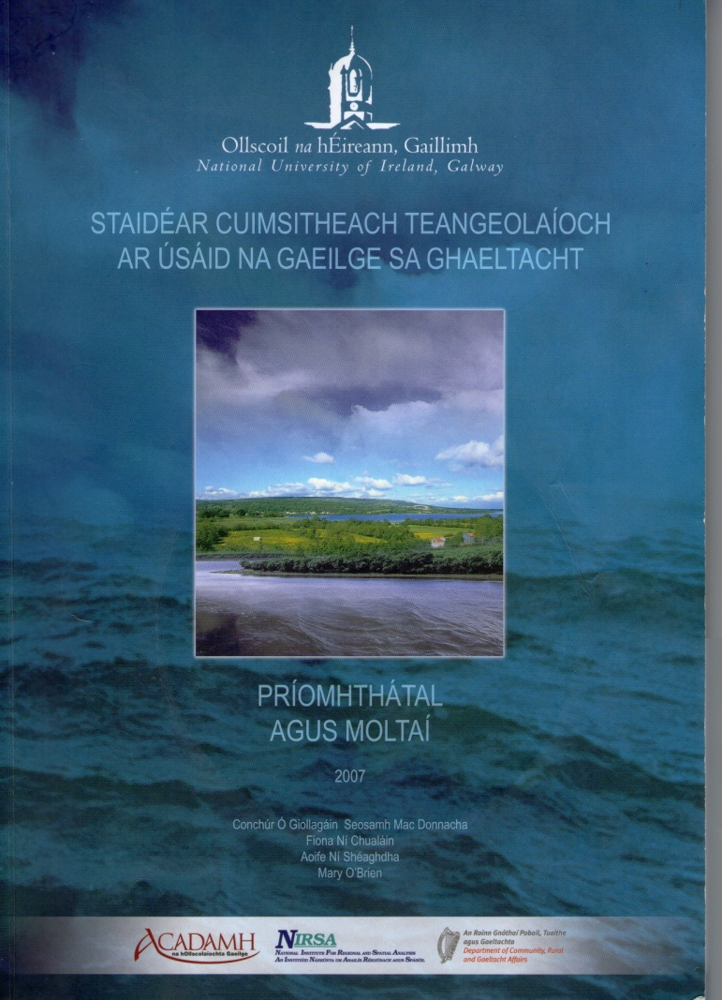 Ollscoil na hÉireann, Gaillimh
National University of Ireland, Galway
STAIDÉAR CUIMSITHEACH TEANGEOLAÍOCH
AR ÚSÁID NA GAEILGE SA GHAELTACHT
PRÍOMHTHÁTAL
AGUS MOLTAÍ
2007
Conchúr Ó Giollagáin Seosamh Mac Donnacha
Fiona Ní Chualáin
Aoife Ní Shéaghdha
Mary O'Brien
ACADAMH
na hOllscolaíochta Gaeilge
NIRSA
NATIONAL INSTITUTE FOR REGIONAL AND SPATIAL ANALYSIS
AN INSTITIÚID NÁISIÚNTA UM ANAILÍS RÉIGIÚNACH AGUS SPÁSÚIL
An Roinn Gnóthaí Pobail, Tuaithe
agus Gaeltachta
Department of Community, Rural
and Gaeltacht Affairs